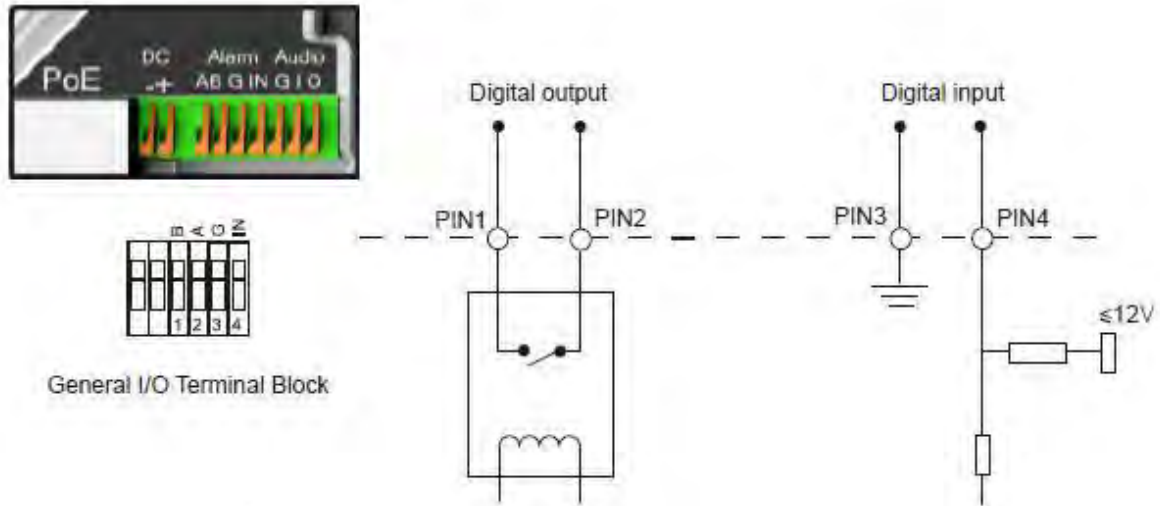 DC Alarm Audio
PoE -+ AB G IN G I O
Digital output
Digital input
PIN1
PIN2
PIN3
PIN4
B A G IN
1 2 3 4
≤12V
General I/O Terminal Block